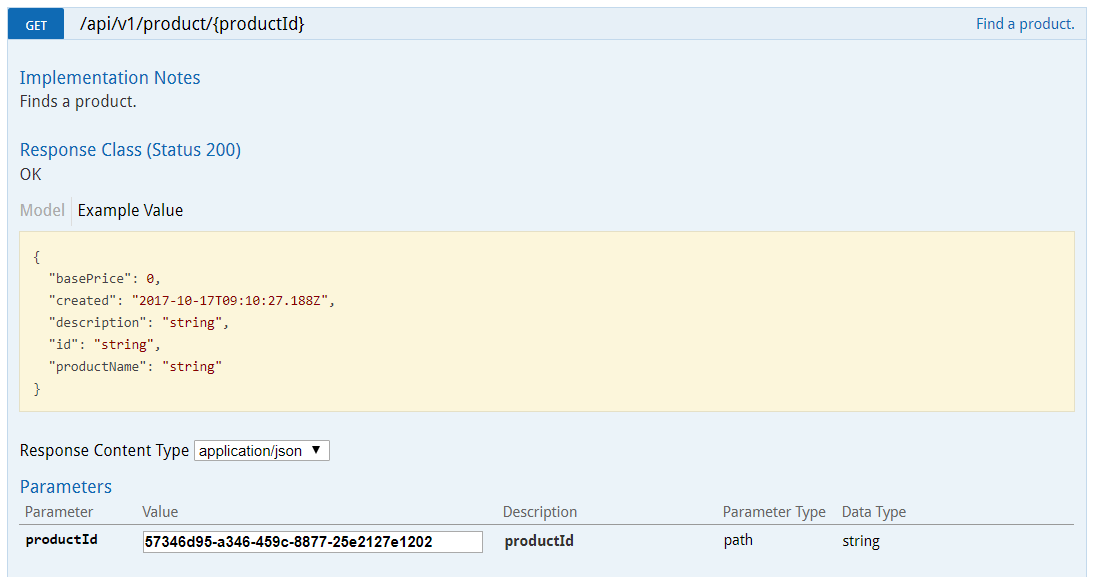 GET /api/v1/product/{productId} Find a product.
Implementation Notes
Finds a product.
Response Class (Status 200)
OK
Model Example Value
{
"basePrice": 0,
"created": "2017-10-17T09:10:27.188Z",
"description": "string",
"id": "string",
"productName": "string"
}
Response Content Type application/json
Parameters
Parameter Value Description Parameter Type Data Type
productId 57346d95-a346-459c-8877-25e2127e1202 productId path string